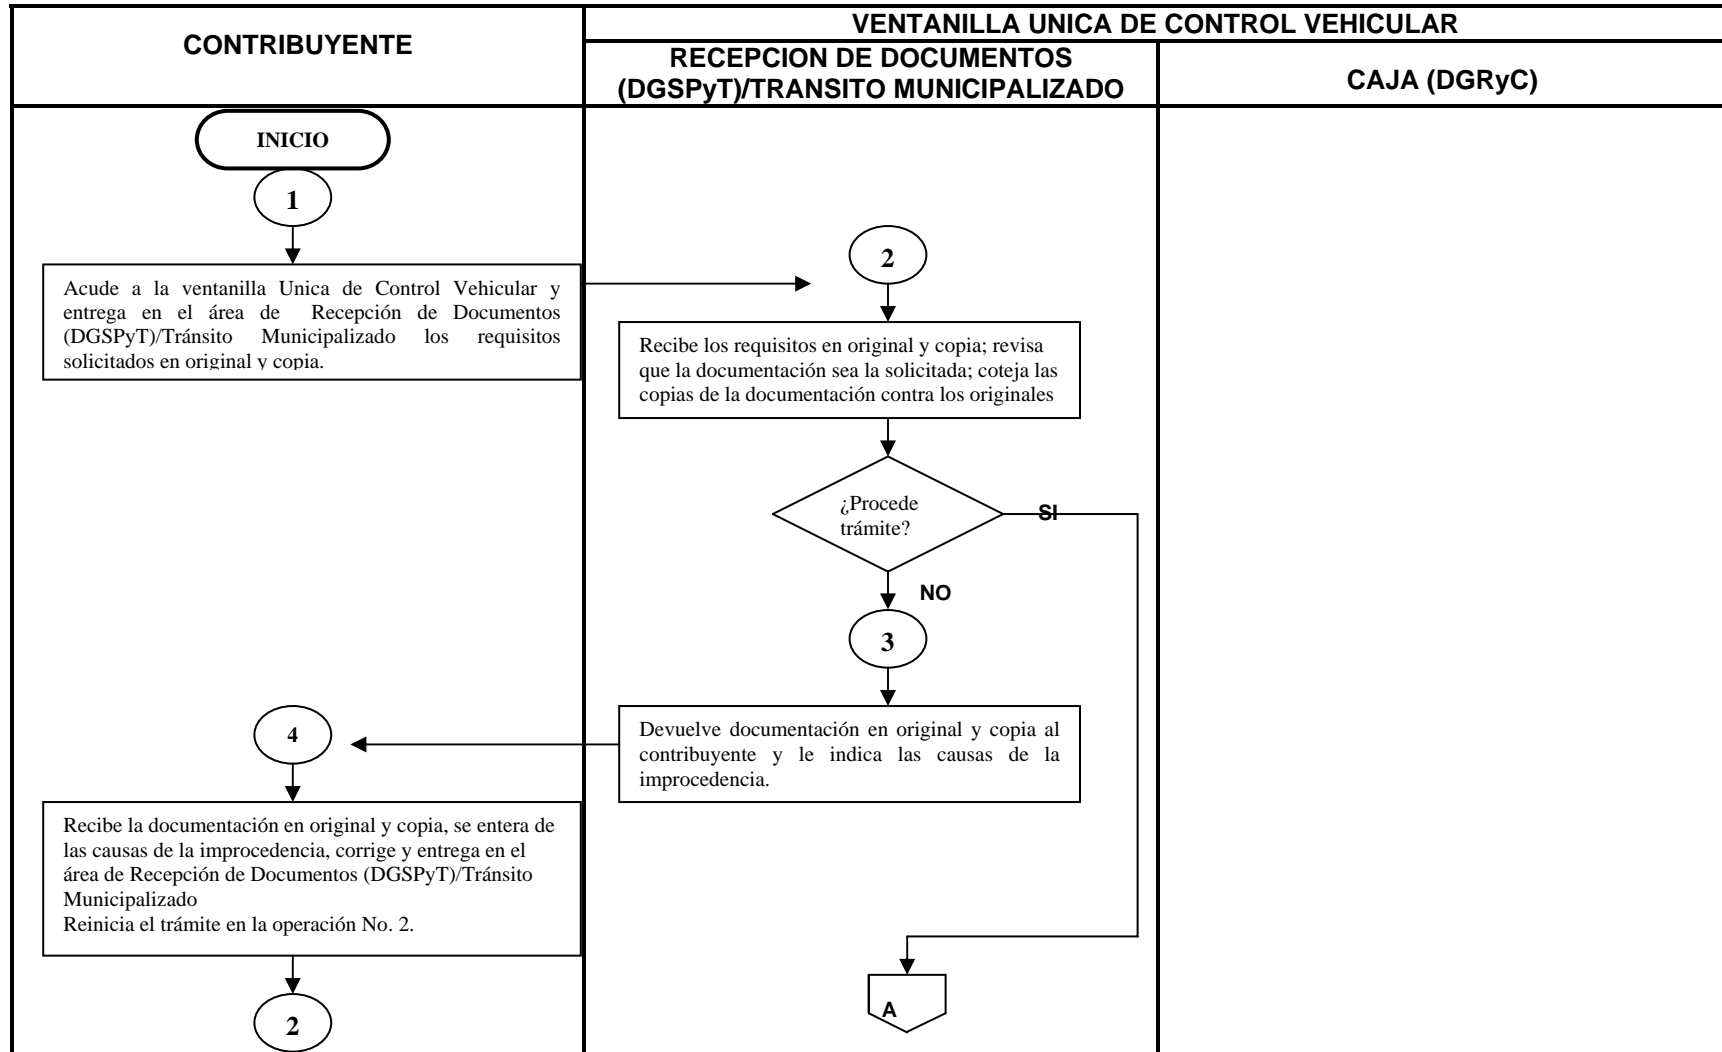 CONTRIBUYENTE
VENTANILLA UNICA DE CONTROL VEHICULAR
RECEPCION DE DOCUMENTOS
(DGSPyT)/TRANSITO MUNICIPALIZADO
CAJA (DGRyC)
INICIO
1
Acude a la ventanilla Unica de Control Vehicular y
entrega en el área de Recepción de Documentos
(DGSPyT)/Tránsito Municipalizado los requisitos
solicitados en original y copia.
2
Recibe los requisitos en original y copia; revisa
que la documentación sea la solicitada; coteja las
copias de la documentación contra los originales
¿Procede
trámite?
SI
NO
3
Devuelve documentación en original y copia al
contribuyente y le indica las causas de la
improcedencia.
4
Recibe la documentación en original y copia, se entera de
las causas de la improcedencia, corrige y entrega en el
área de Recepción de Documentos (DGSPyT)/Tránsito
Municipalizado
Reinicia el trámite en la operación No. 2.
2
A